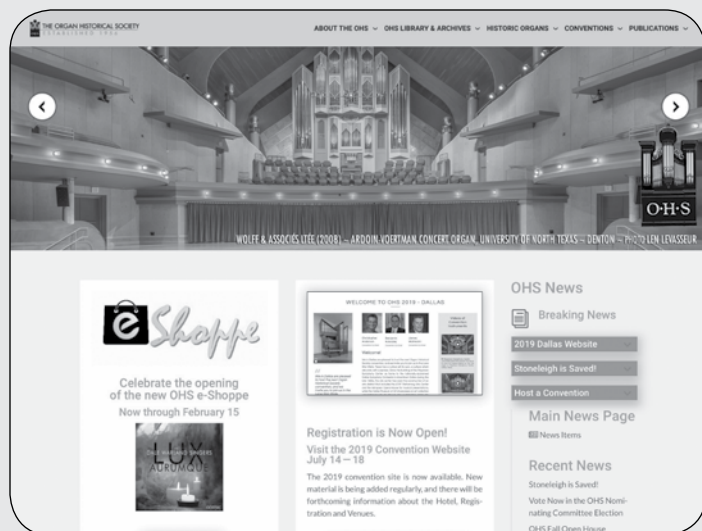 THE ORGAN HISTORICAL SOCIETY
ESTABLISHED 1956
ABOUT THE OHS
OHS LIBRARY & ARCHIVES
HISTORIC ORGANS
CONVENTIONS
PUBLICATIONS
O·H·S
WOLFF & ASSOCIÉS LTÉE (2008) – ARDOIN-VOERTMAN CONCERT ORGAN, UNIVERSITY OF NORTH TEXAS – DENTON – PHOTO LEN LEVASSEUR
e Shoppe
Celebrate the opening
of the new OHS e-Shoppe
Now through February 15
LUX
AURUMQUE
WELCOME TO OHS 2019 - DALLAS
Welcome!
Registration is Now Open!
Visit the 2019 Convention Website
July 14 — 18
The 2019 convention site is now available. New
material is being added regularly, and there will be
forthcoming information about the Hotel, Regis-
tration and Venues.
OHS News
Breaking News
2019 Dallas Website
Stoneleigh is Saved!
Host a Convention
Main News Page
News Items
Recent News
Stoneleigh is Saved!
Vote Now in the OHS Nomi-
nating Committee Election
OHS Fall Open House